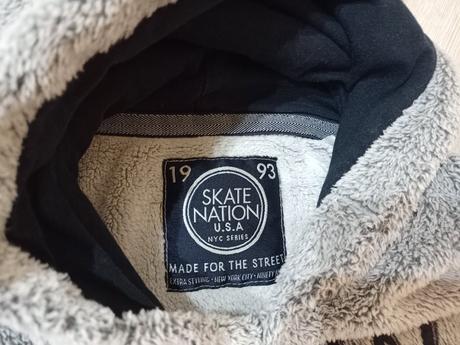 19 93
SKATE
NATION
U.S.A
NYC SERIES
MADE FOR THE STREET
EXTRA STYLING • NEW YORK CITY • NINETY